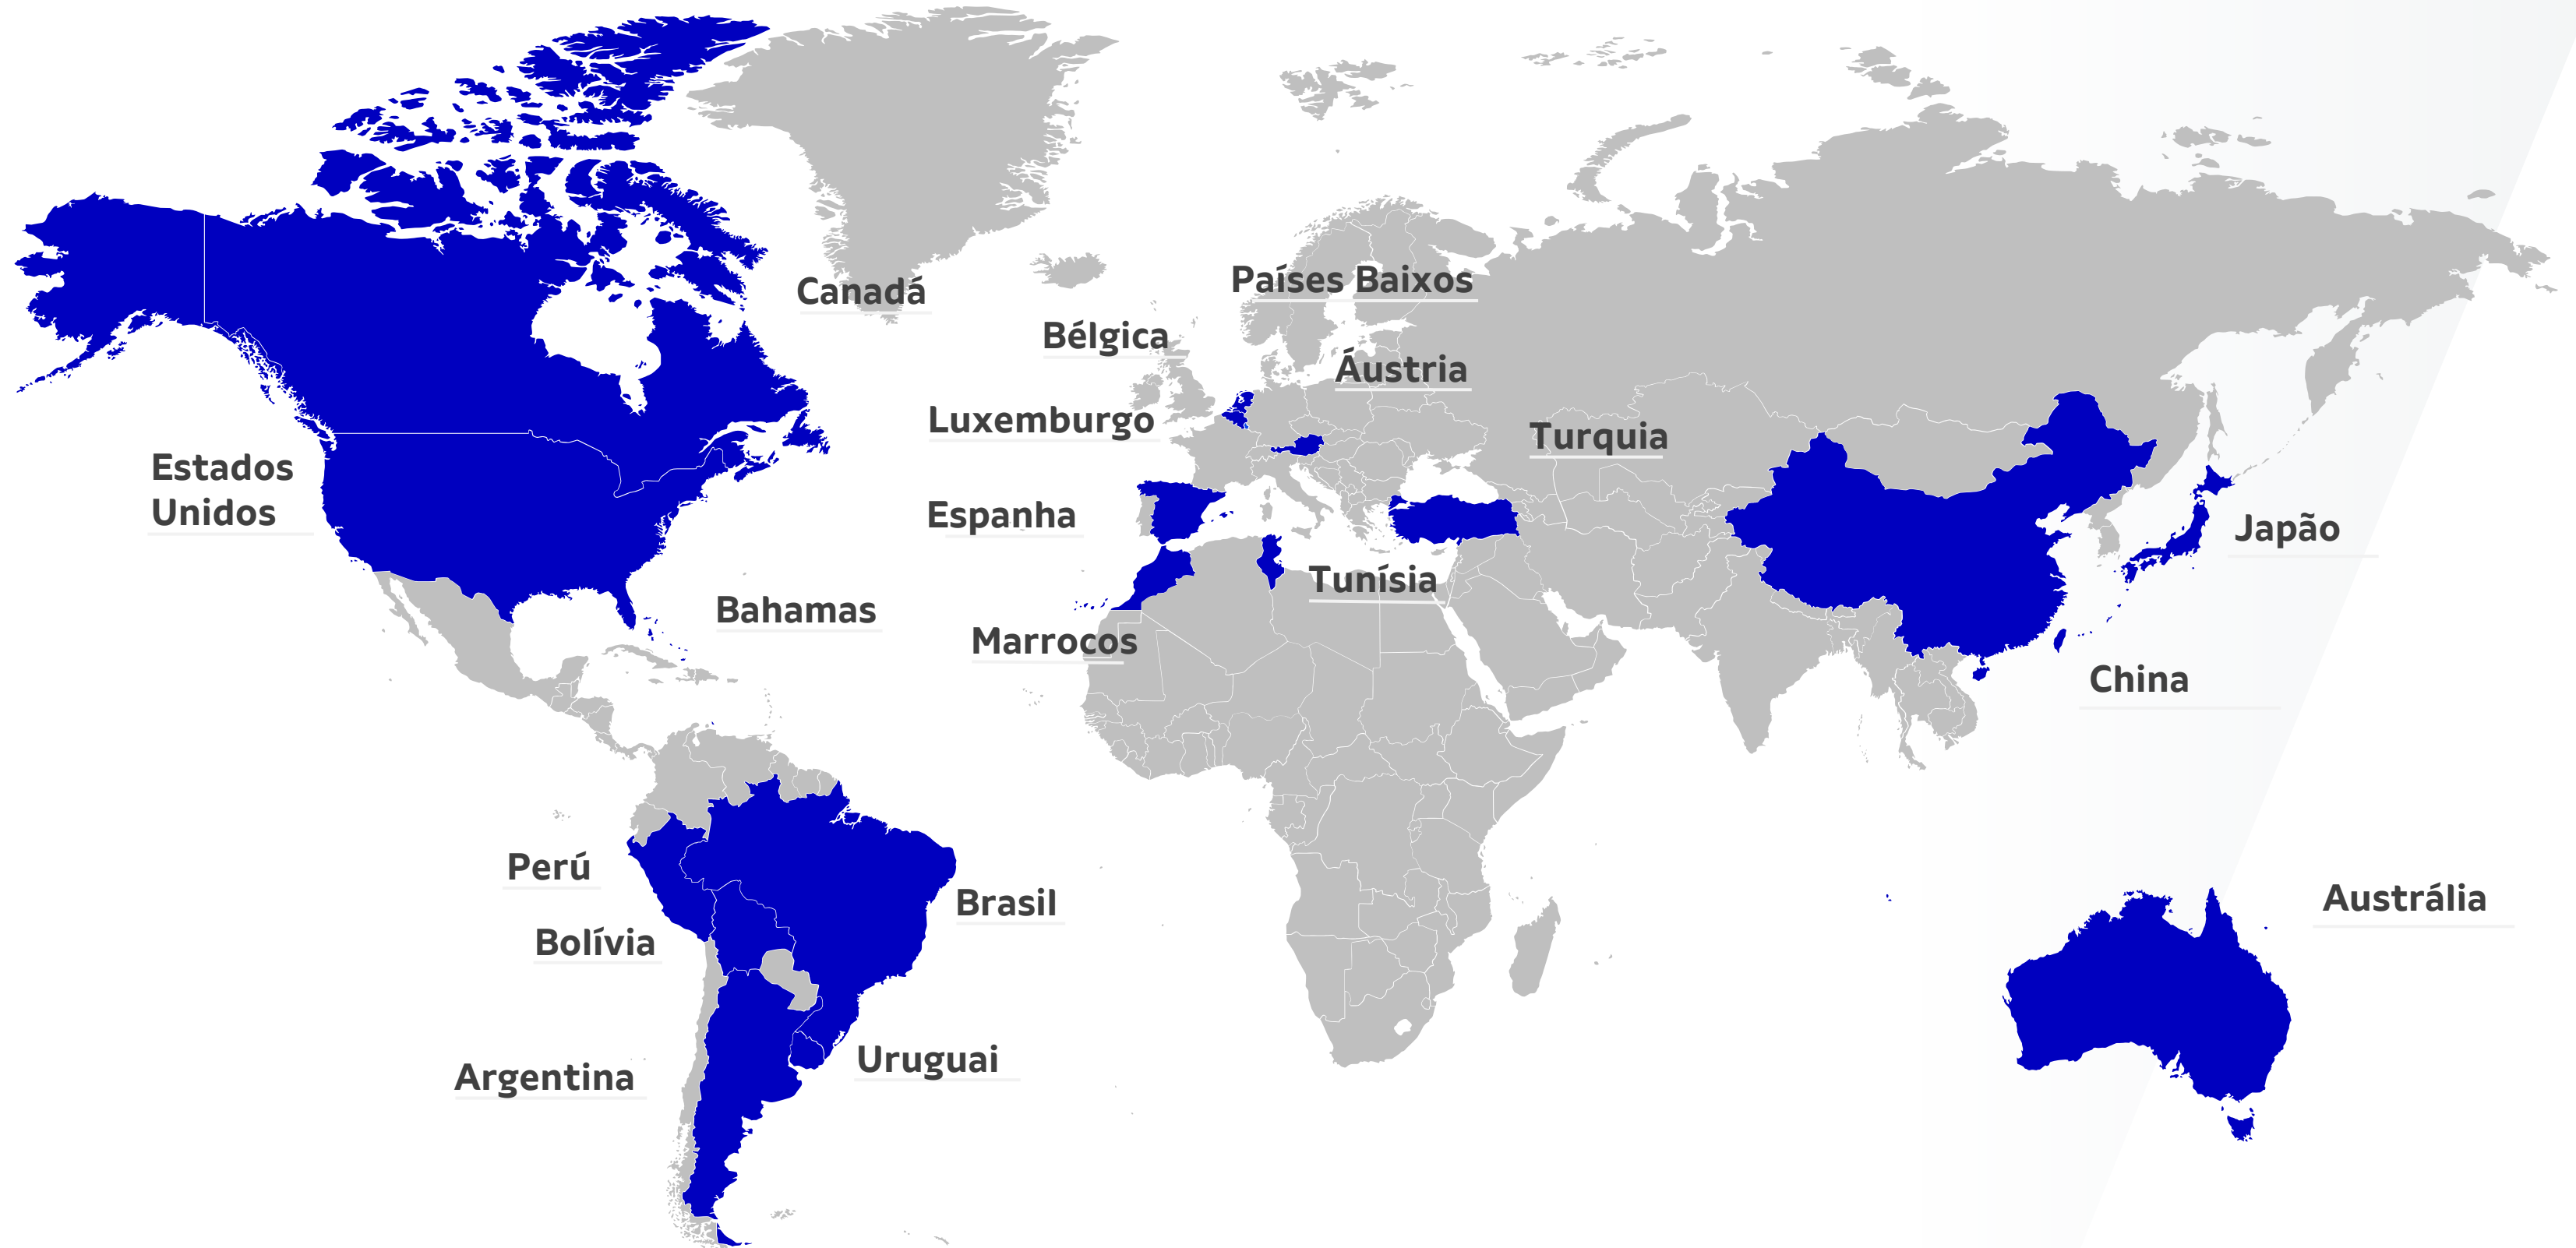 Canadá
Países Baixos
Bélgica
Áustria
Luxemburgo
Turquia
Estados
Unidos
Espanha
Japão
Tunísia
Bahamas
Marrocos
China
Perú
Brasil
Austrália
Bolívia
Uruguai
Argentina